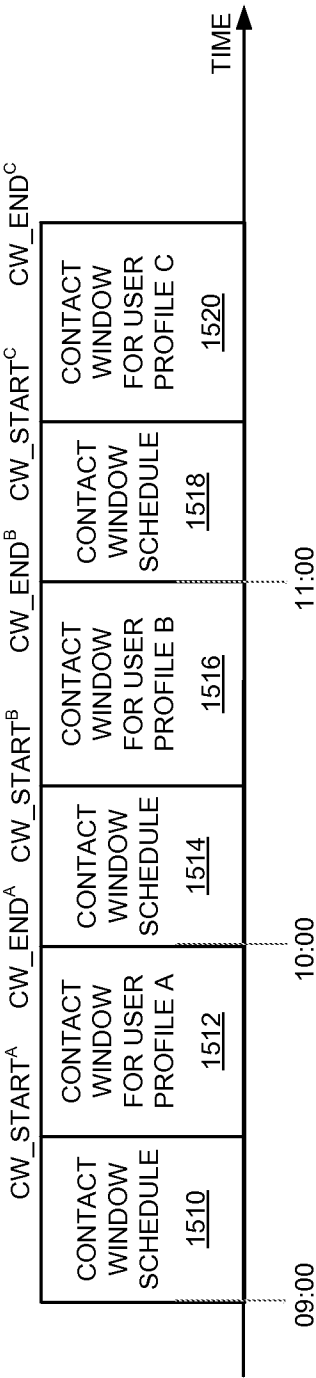 CW_START^A CW_END^A CW_START^B CW_END^B CW_START^C CW_END^C
CONTACT
WINDOW
SCHEDULE
1510
CONTACT
WINDOW
FOR USER
PROFILE A
1512
CONTACT
WINDOW
SCHEDULE
1514
CONTACT
WINDOW
FOR USER
PROFILE B
1516
CONTACT
WINDOW
SCHEDULE
1518
CONTACT
WINDOW
FOR USER
PROFILE C
1520
TIME
09:00 10:00 11:00